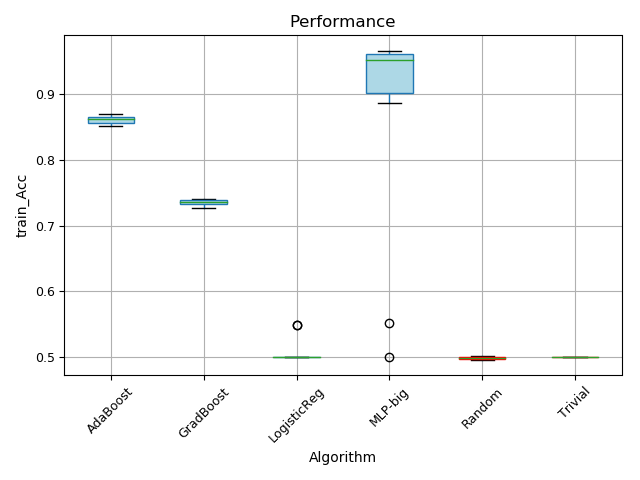 Performance
train_Acc
0.9
0.8
0.7
0.6
0.5
AdaBoost
GradBoost
LogisticReg
MLP-big
Random
Trivial
Algorithm